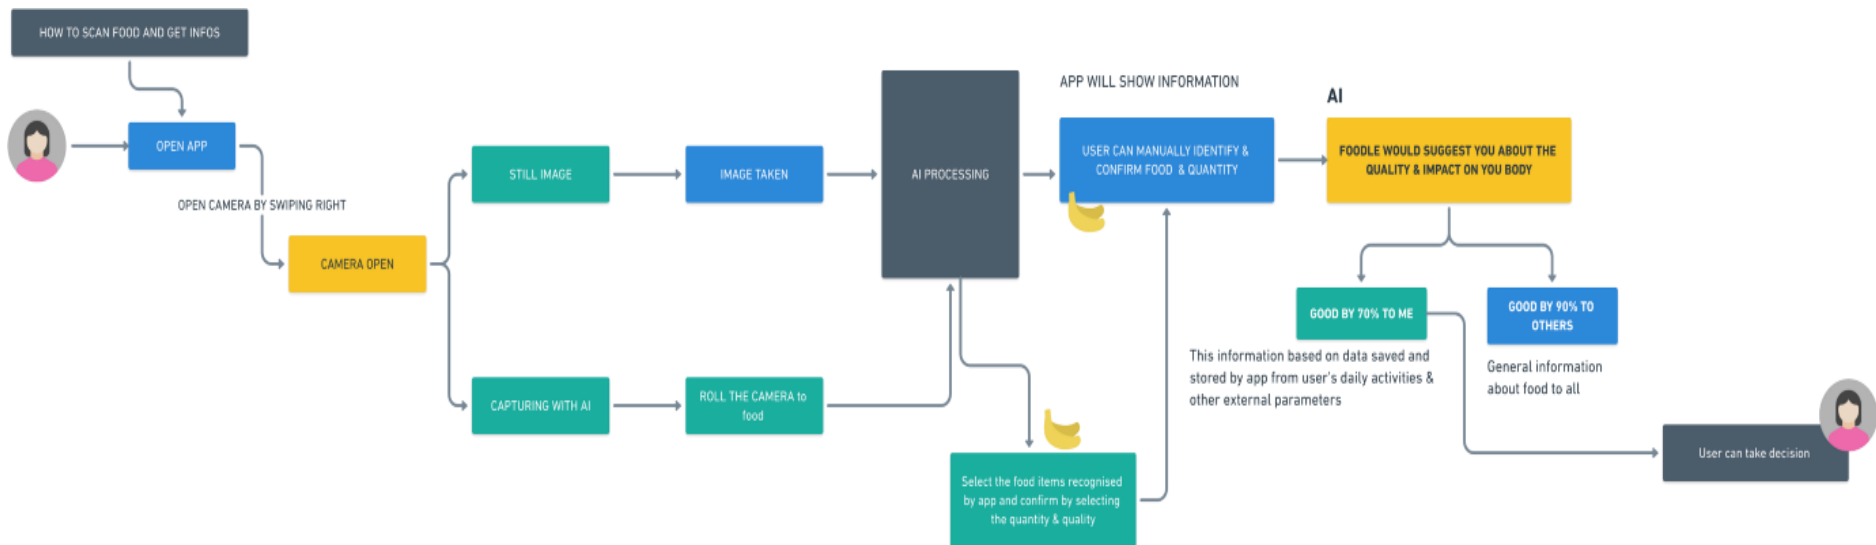 HOW TO SCAN FOOD AND GET INFOS
OPEN APP
OPEN CAMERA BY SWIPING RIGHT
CAMERA OPEN
STILL IMAGE
IMAGE TAKEN
CAPTURING WITH AI
ROLL THE CAMERA to
food
AI PROCESSING
Select the food items recognised
by app and confirm by selecting
the quantity & quality
APP WILL SHOW INFORMATION
USER CAN MANUALLY IDENTIFY &
CONFIRM FOOD & QUANTITY
AI
FOODLE WOULD SUGGEST YOU ABOUT THE
QUALITY & IMPACT ON YOU BODY
GOOD BY 70% TO ME
This information based on data saved and
stored by app from user's daily activities &
other external parameters
GOOD BY 90% TO
OTHERS
General information
about food to all
User can take decision